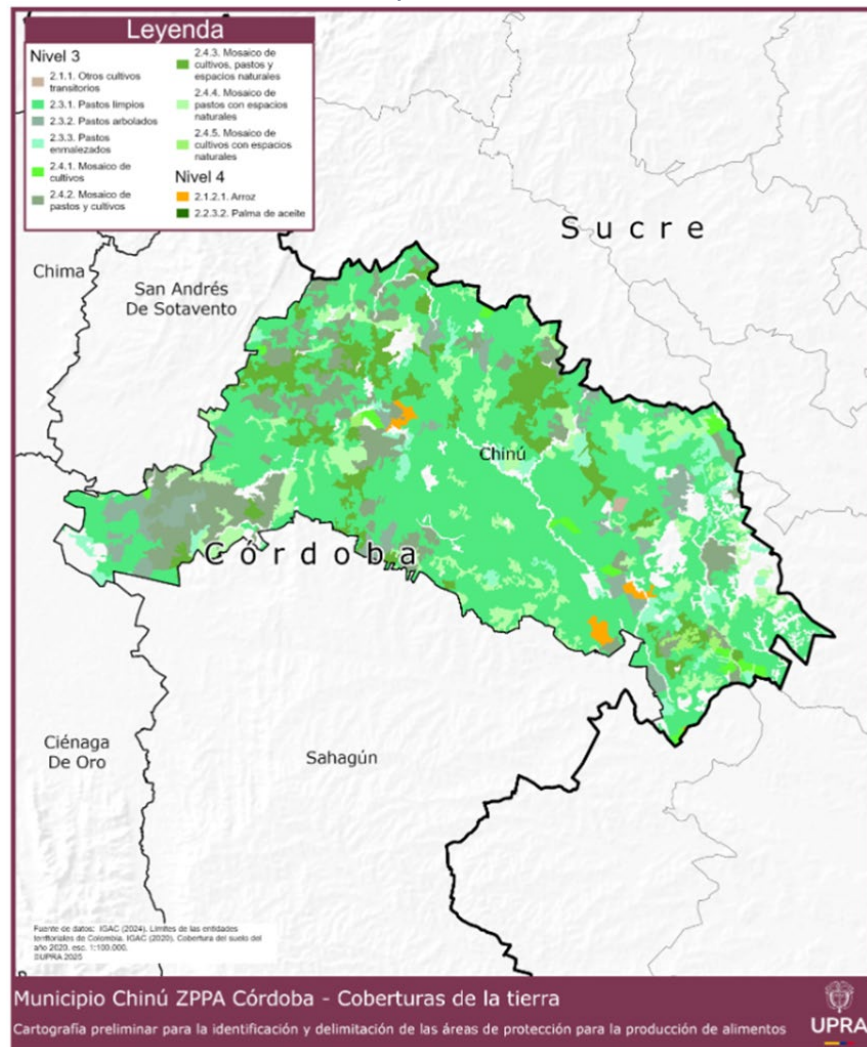 Leyenda
Nivel 3
2.1.1. Otros cultivos
transitorios
2.3.1. Pastos limpios
2.3.2. Pastos arbolados
2.3.3. Pastos
enmalezados
2.4.1. Mosaico de
cultivos
2.4.2. Mosaico de
pastos y cultivos
2.4.3. Mosaico de
cultivos, pastos y
espacios naturales
2.4.4. Mosaico de
pastos con espacios
naturales
2.4.5. Mosaico de
cultivos con espacios
naturales
Nivel 4
2.1.2.1. Arroz
2.2.3.2. Palma de aceite
Sucre
Chima
San Andrés
De Sotavento
Chinú
Córdoba
Ciénaga
De Oro
Sahagún
Fuente de datos: IGAC (2024). Límites de las entidades
territoriales de Colombia. IGAC (2020). Cobertura del suelo del
año 2020. esc. 1:100.000.
©UPRA 2025
Municipio Chinú ZPPA Córdoba - Coberturas de la tierra
Cartografía preliminar para la identificación y delimitación de las áreas de protección para la producción de alimentos
UPRA